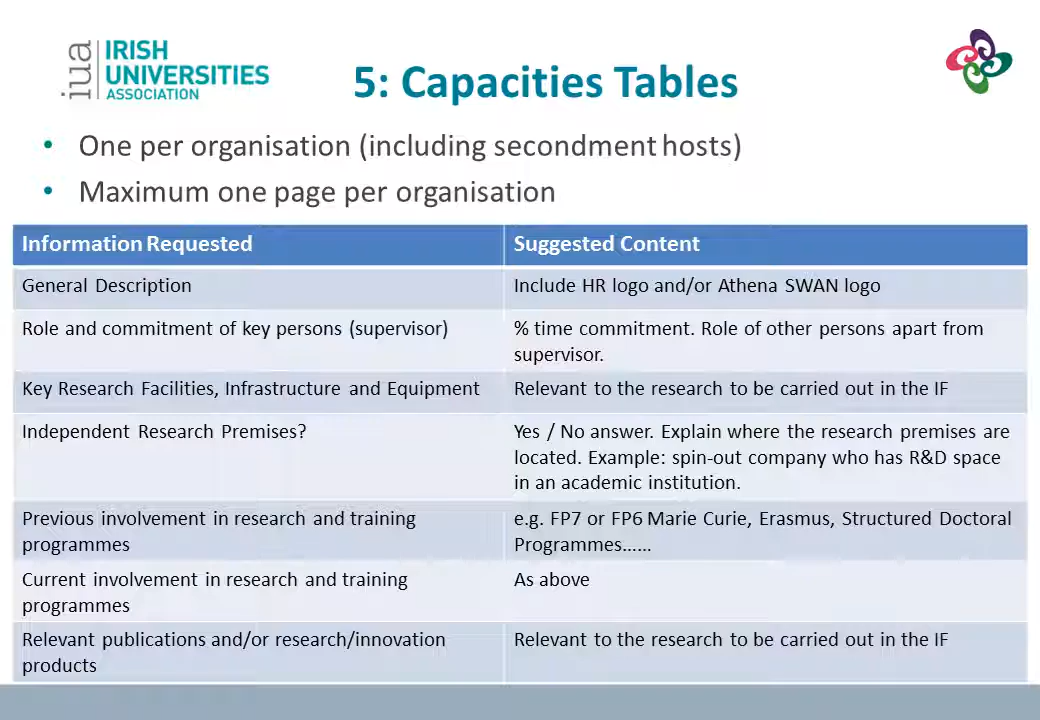 iua
IRISH
UNIVERSITIES
ASSOCIATION
5: Capacities Tables
• One per organisation (including secondment hosts)
• Maximum one page per organisation
Information Requested
Suggested Content
General Description
Include HR logo and/or Athena SWAN logo
Role and commitment of key persons (supervisor)
% time commitment. Role of other persons apart from
supervisor.
Key Research Facilities, Infrastructure and Equipment
Relevant to the research to be carried out in the IF
Independent Research Premises?
Yes / No answer. Explain where the research premises are
located. Example: spin-out company who has R&D space
in an academic institution.
Previous involvement in research and training
programmes
e.g. FP7 or FP6 Marie Curie, Erasmus, Structured Doctoral
Programmes......
Current involvement in research and training
programmes
As above
Relevant publications and/or research/innovation
products
Relevant to the research to be carried out in the IF